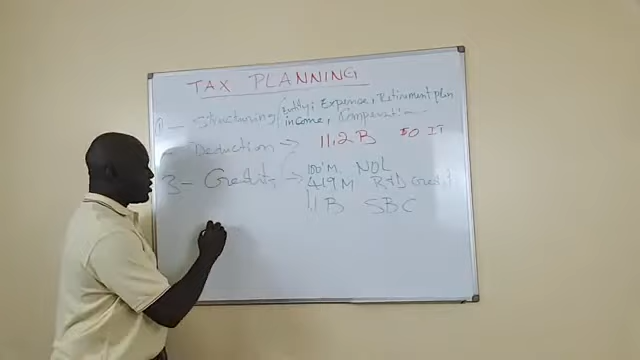 TAX PLANNING
1 — Structuring (Entity; Expense, Retirement plan
income, Compensation
— Deduction → 11.2 B $0 IT
3 — Credits → 100 M NOL
419 M R+D Credit
1.1 B SBC